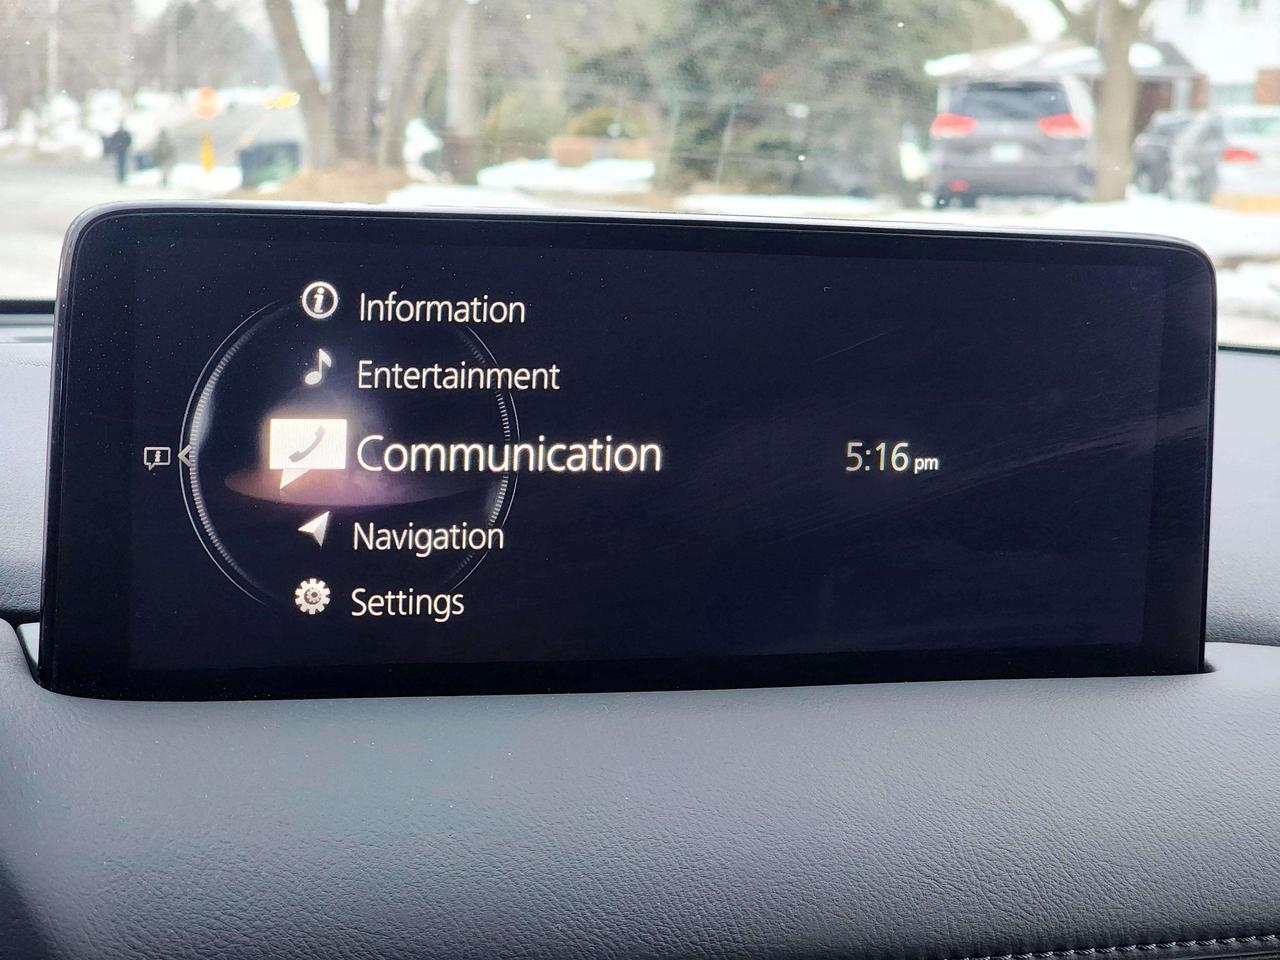 Information
Entertainment
Communication
5:16 pm
Navigation
Settings